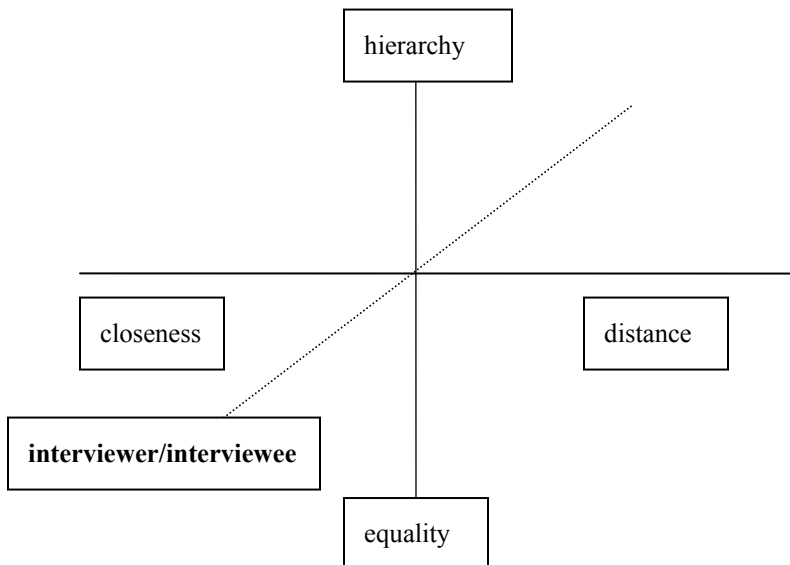 hierarchy
closeness
distance
interviewer/interviewee
equality